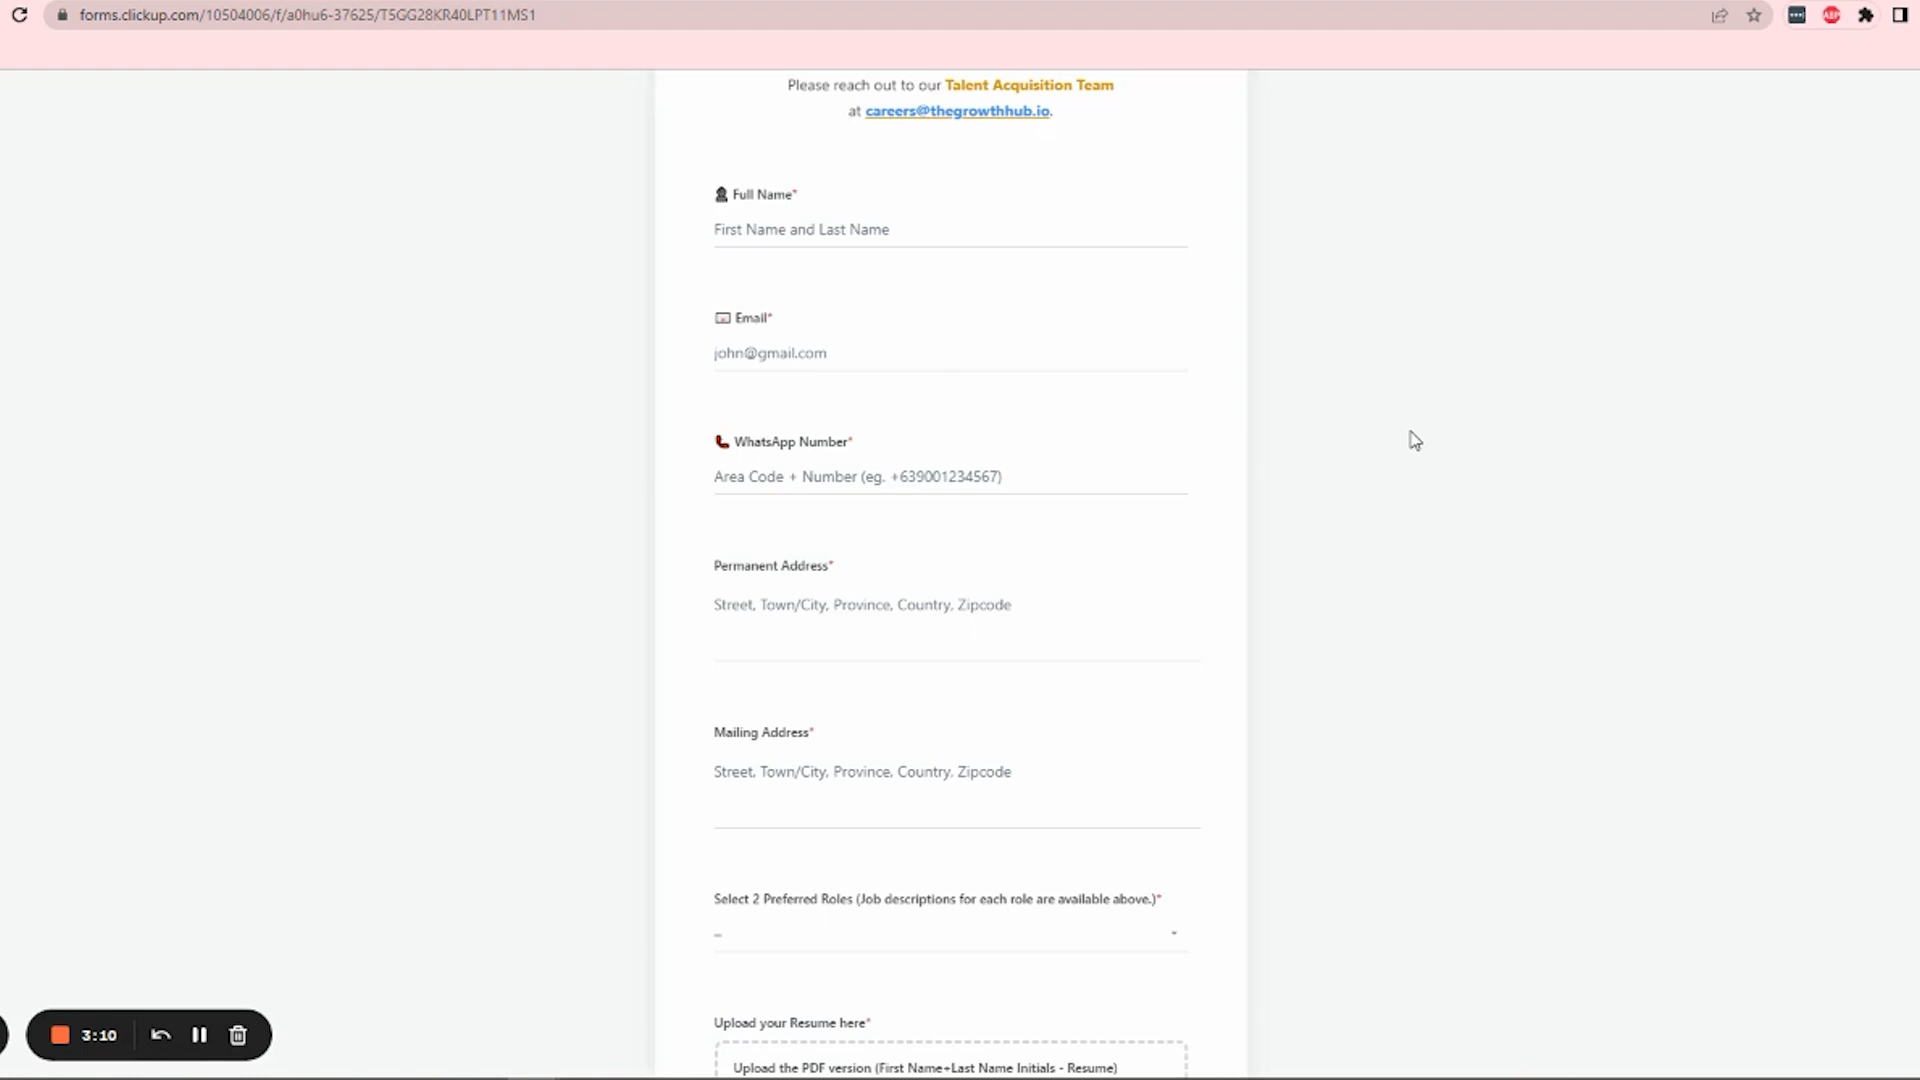 forms.clickup.com/10504006/f/a0hu6-37625/T5GG28KR40LPT11MS1
ABP
Please reach out to our Talent Acquisition Team
at careers@thegrowthhub.io.
Full Name*
First Name and Last Name
Email*
john@gmail.com
WhatsApp Number*
Area Code + Number (eg. +639001234567)
Permanent Address*
Street, Town/City, Province, Country, Zipcode
Mailing Address*
Street, Town/City, Province, Country, Zipcode
Select 2 Preferred Roles (Job descriptions for each role are available above.)*
–
Upload your Resume here*
Upload the PDF version (First Name+Last Name Initials - Resume)
3:10